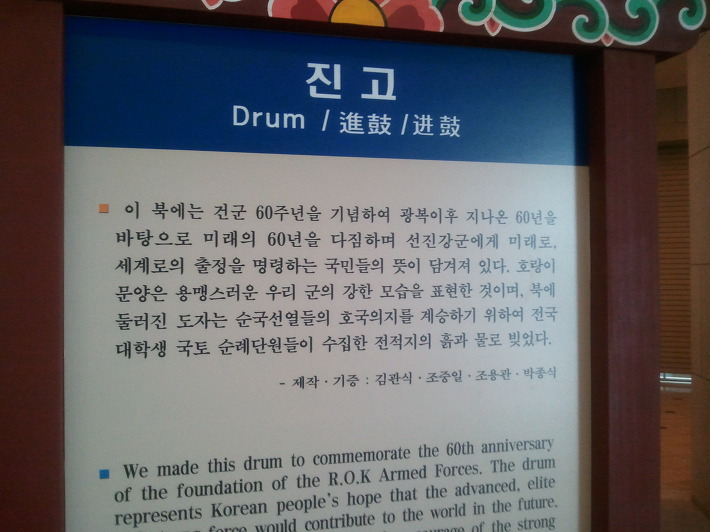 진 고
Drum / 進鼓 / 进鼓
이 북에는 건군 60주년을 기념하여 광복이후 지나온 60년을
바탕으로 미래의 60년을 다짐하며 선진강군에게 미래로,
세계로의 출정을 명령하는 국민들의 뜻이 담겨져 있다. 호랑이
문양은 용맹스러운 우리 군의 강한 모습을 표현한 것이며, 북에
둘러진 도자는 순국선열들의 호국의지를 계승하기 위하여 전국
대학생 국토 순례단원들이 수집한 전적지의 흙과 물로 빚었다.
- 제작 · 기증 : 김관식 · 조중일 · 조용관 · 박종식
We made this drum to commemorate the 60th anniversary
of the foundation of the R.O.K Armed Forces. The drum
represents Korean people's hope that the advanced, elite
force would contribute to the world in the future.
of the strong